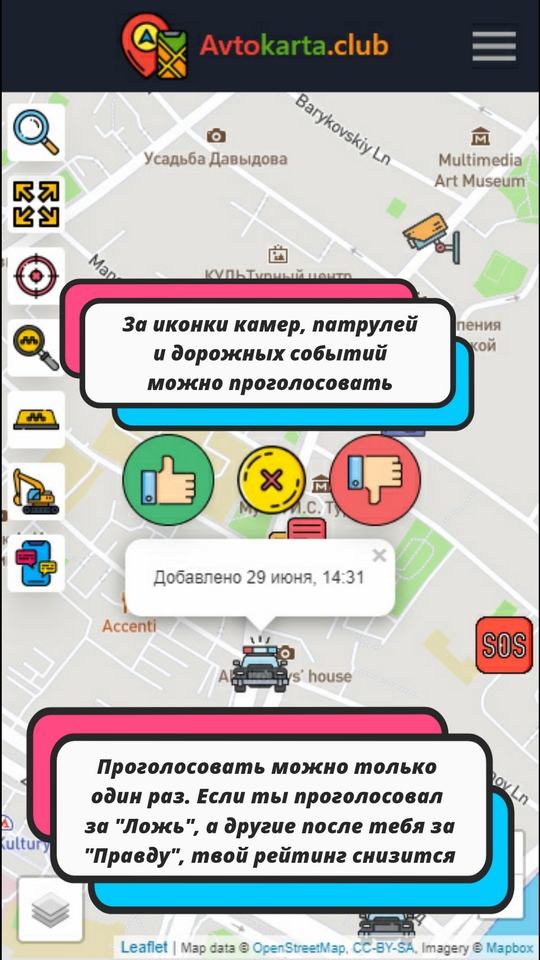 Avtokarta.club
Barykovskiy Ln
Усадьба Давыдова
Multimedia
Art Museum
КУЛЬТурный центр
За иконки камер, патрулей
и дорожных событий
можно проголосовать
Добавлено 29 июня, 14:31
×
Accenti
SOS
house
Проголосовать можно только
один раз. Если ты проголосовал
за "Ложь", а другие после тебя за
"Правду", твой рейтинг снизится
Leaflet | Map data © OpenStreetMap, CC-BY-SA, Imagery © Mapbox